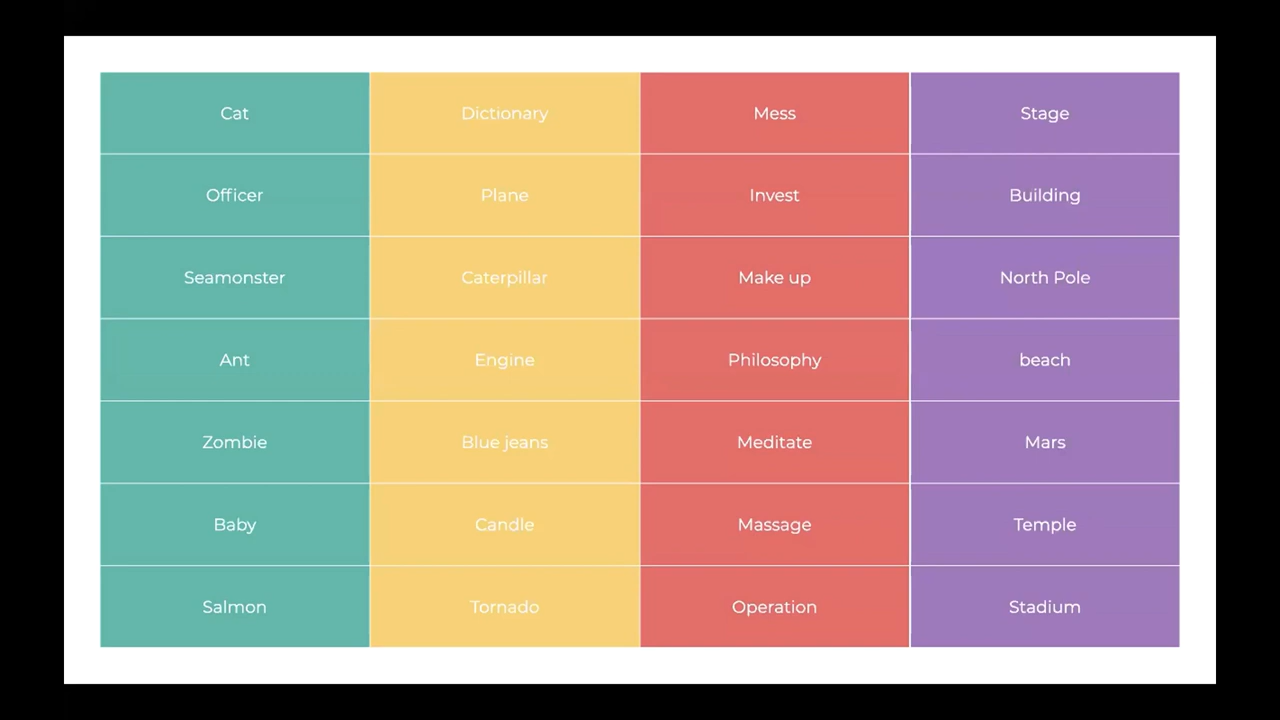 Cat Dictionary Mess Stage
Officer Plane Invest Building
Seamonster Caterpillar Make up North Pole
Ant Engine Philosophy beach
Zombie Blue jeans Meditate Mars
Baby Candle Massage Temple
Salmon Tornado Operation Stadium